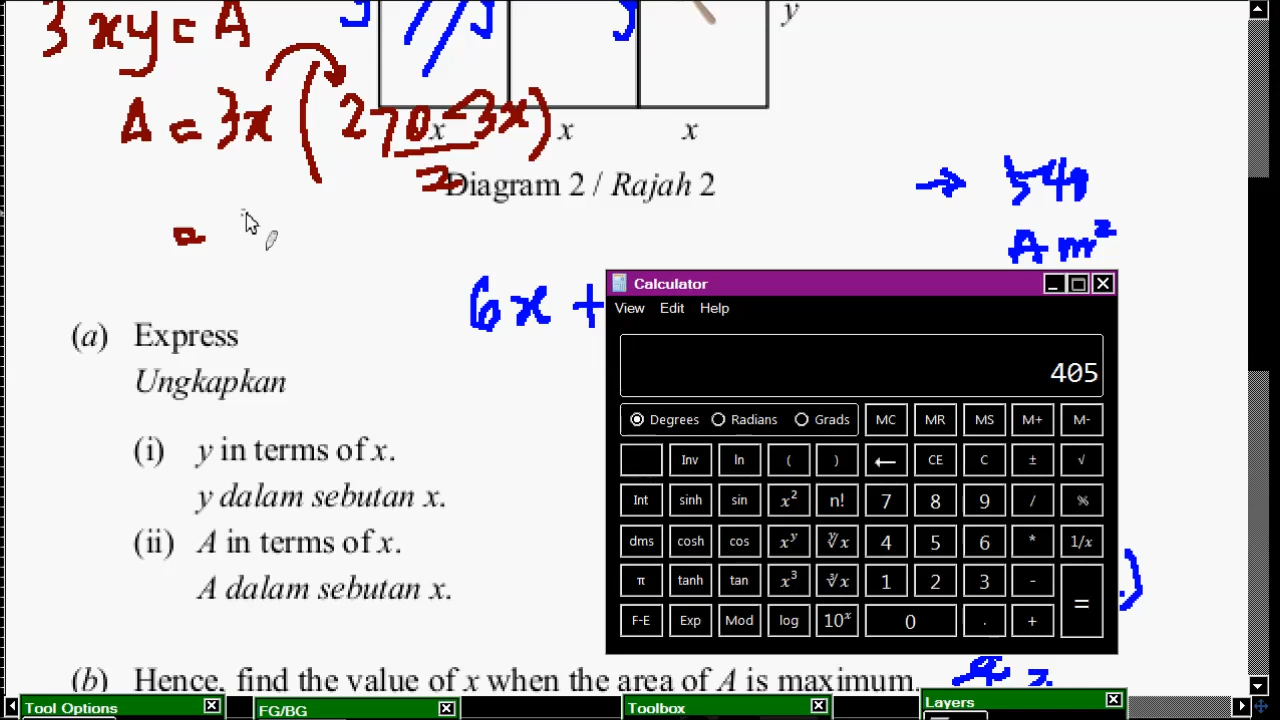 3xy = A
y y y
A = 3x (270 - 3x)
2
x x x
Diagram 2 / Rajah 2
→ 540
A m²
=
6x +
(a) Express
Ungkapkan
(i) y in terms of x.
y dalam sebutan x.
(ii) A in terms of x.
A dalam sebutan x.
(b) Hence, find the value of x when the area of A is maximum.
Calculator
View Edit Help
405
Degrees Radians Grads MC MR MS M+ M-
Inv ln ( ) ← CE C ± √
Int sinh sin x² n! 7 8 9 / %
dms cosh cos xʸ ʸ√x 4 5 6 * 1/x
π tanh tan x³ ³√x 1 2 3 - =
F-E Exp Mod log 10ˣ 0 . +
)
Tool Options FG/BG Toolbox Layers